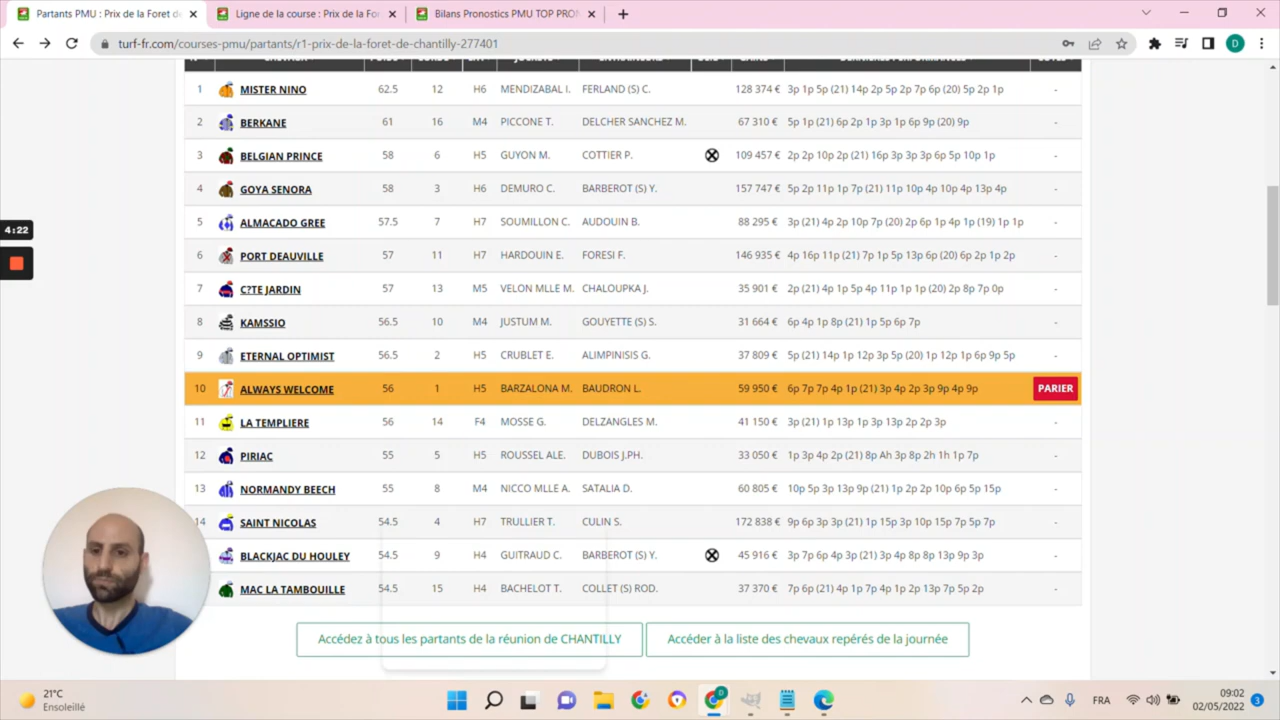 Partants PMU : Prix de la Foret de
Ligne de la course : Prix de la For
Bilans Pronostics PMU TOP PRON
turf-fr.com/courses-pmu/partants/r1-prix-de-la-foret-de-chantilly-277401
1 MISTER NINO 62.5 12 H6 MENDIZABAL I. FERLAND (S) C. 128 374 € 3p 1p 5p (21) 14p 2p 5p 2p 7p 6p (20) 5p 2p 1p -
2 BERKANE 61 16 M4 PICCONE T. DELCHER SANCHEZ M. 67 310 € 5p 1p (21) 6p 2p 1p 3p 1p 6p 9p (20) 9p -
3 BELGIAN PRINCE 58 6 H5 GUYON M. COTTIER P. 109 457 € 2p 2p 10p 2p (21) 16p 3p 3p 3p 6p 5p 10p 1p -
4 GOYA SENORA 58 3 H6 DEMURO C. BARBEROT (S) Y. 157 747 € 5p 2p 11p 1p 7p (21) 11p 10p 4p 10p 4p 13p 4p -
5 ALMACADO GREE 57.5 7 H7 SOUMILLON C. AUDOUIN B. 88 295 € 3p (21) 4p 2p 10p 7p (20) 2p 6p 1p 4p 1p (19) 1p 1p -
6 PORT DEAUVILLE 57 11 H7 HARDOUIN E. FORESI F. 146 935 € 4p 16p 11p (21) 7p 1p 5p 13p 6p (20) 6p 2p 1p 2p -
7 C?TE JARDIN 57 13 M5 VELON MLLE M. CHALOUPKA J. 35 901 € 2p (21) 4p 1p 5p 4p 11p 1p 1p (20) 2p 8p 7p 0p -
8 KAMSSIO 56.5 10 M4 JUSTUM M. GOUYETTE (S) S. 31 664 € 6p 4p 1p 8p (21) 1p 5p 6p 7p -
9 ETERNAL OPTIMIST 56.5 2 H5 CRUBLET E. ALIMPINISIS G. 37 809 € 5p (21) 14p 1p 12p 3p 5p (20) 1p 12p 1p 6p 9p 5p -
10 ALWAYS WELCOME 56 1 H5 BARZALONA M. BAUDRON L. 59 950 € 6p 7p 7p 4p 1p (21) 3p 4p 2p 3p 9p 4p 9p PARIER
11 LA TEMPLIERE 56 14 F4 MOSSE G. DELZANGLES M. 41 150 € 3p (21) 1p 13p 1p 3p 13p 2p 2p 3p -
12 PIRIAC 55 5 H5 ROUSSEL ALE. DUBOIS J.PH. 33 050 € 1p 3p 4p 2p (21) 8p Ah 3p 8p 2h 1h 1p 7p -
13 NORMANDY BEECH 55 8 M4 NICCO MLLE A. SATALIA D. 60 805 € 10p 5p 3p 13p 9p (21) 1p 2p 2p 10p 6p 5p 15p -
14 SAINT NICOLAS 54.5 4 H7 TRULLIER T. CULIN S. 172 838 € 9p 6p 3p 3p (21) 1p 15p 3p 10p 15p 7p 5p 7p -
BLACKJAC DU HOULEY 54.5 9 H4 GUITRAUD C. BARBEROT (S) Y. 45 916 € 3p 7p 6p 4p 3p (21) 3p 4p 8p 8p 13p 9p 3p -
MAC LA TAMBOUILLE 54.5 15 H4 BACHELOT T. COLLET (S) ROD. 37 370 € 7p 6p (21) 4p 1p 7p 4p 1p 2p 13p 7p 5p 2p -
4:22
Accédez à tous les partants de la réunion de CHANTILLY
Accéder à la liste des chevaux repérés de la journée
21°C
Ensoleillé
FRA
09:02
02/05/2022
3